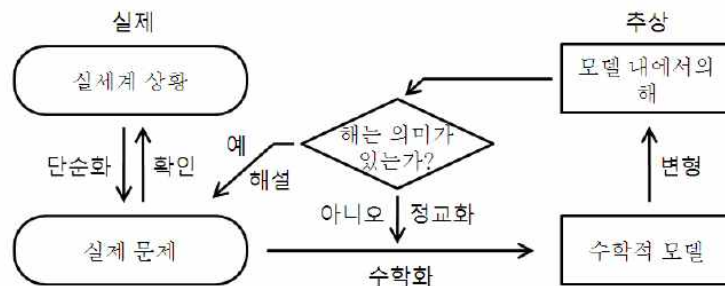 실제
추상
실세계 상황
모델 내에서의
해
해는 의미가
있는가?
예
해설
단순화
확인
변형
아니오
정교화
실제 문제
수학적 모델
수학화